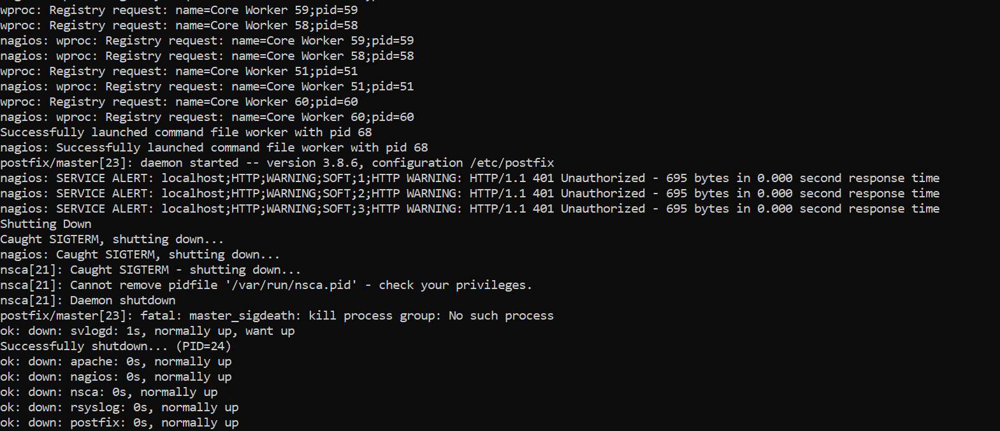 wproc: Registry request: name=Core Worker 59;pid=59
wproc: Registry request: name=Core Worker 58;pid=58
nagios: wproc: Registry request: name=Core Worker 59;pid=59
nagios: wproc: Registry request: name=Core Worker 58;pid=58
wproc: Registry request: name=Core Worker 51;pid=51
nagios: wproc: Registry request: name=Core Worker 51;pid=51
wproc: Registry request: name=Core Worker 60;pid=60
nagios: wproc: Registry request: name=Core Worker 60;pid=60
Successfully launched command file worker with pid 68
nagios: Successfully launched command file worker with pid 68
postfix/master[23]: daemon started -- version 3.8.6, configuration /etc/postfix
nagios: SERVICE ALERT: localhost;HTTP;WARNING;SOFT;1;HTTP WARNING: HTTP/1.1 401 Unauthorized - 695 bytes in 0.000 second response time
nagios: SERVICE ALERT: localhost;HTTP;WARNING;SOFT;2;HTTP WARNING: HTTP/1.1 401 Unauthorized - 695 bytes in 0.000 second response time
nagios: SERVICE ALERT: localhost;HTTP;WARNING;SOFT;3;HTTP WARNING: HTTP/1.1 401 Unauthorized - 695 bytes in 0.000 second response time
Shutting Down
Caught SIGTERM, shutting down...
nagios: Caught SIGTERM, shutting down...
nsca[21]: Caught SIGTERM - shutting down...
nsca[21]: Cannot remove pidfile '/var/run/nsca.pid' - check your privileges.
nsca[21]: Daemon shutdown
postfix/master[23]: fatal: master_sigdeath: kill process group: No such process
ok: down: svlogd: 1s, normally up, want up
Successfully shutdown... (PID=24)
ok: down: apache: 0s, normally up
ok: down: nagios: 0s, normally up
ok: down: nsca: 0s, normally up
ok: down: rsyslog: 0s, normally up
ok: down: postfix: 0s, normally up